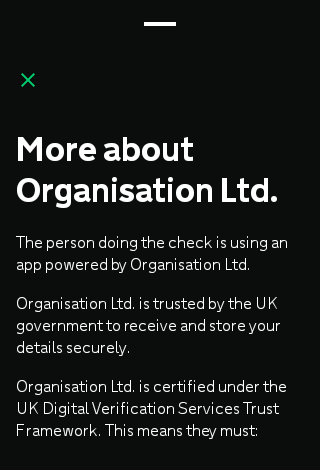 More about
Organisation Ltd.
The person doing the check is using an
app powered by Organisation Ltd.
Organisation Ltd. is trusted by the UK
government to receive and store your
details securely.
Organisation Ltd. is certified under the
UK Digital Verification Services Trust
Framework. This means they must: